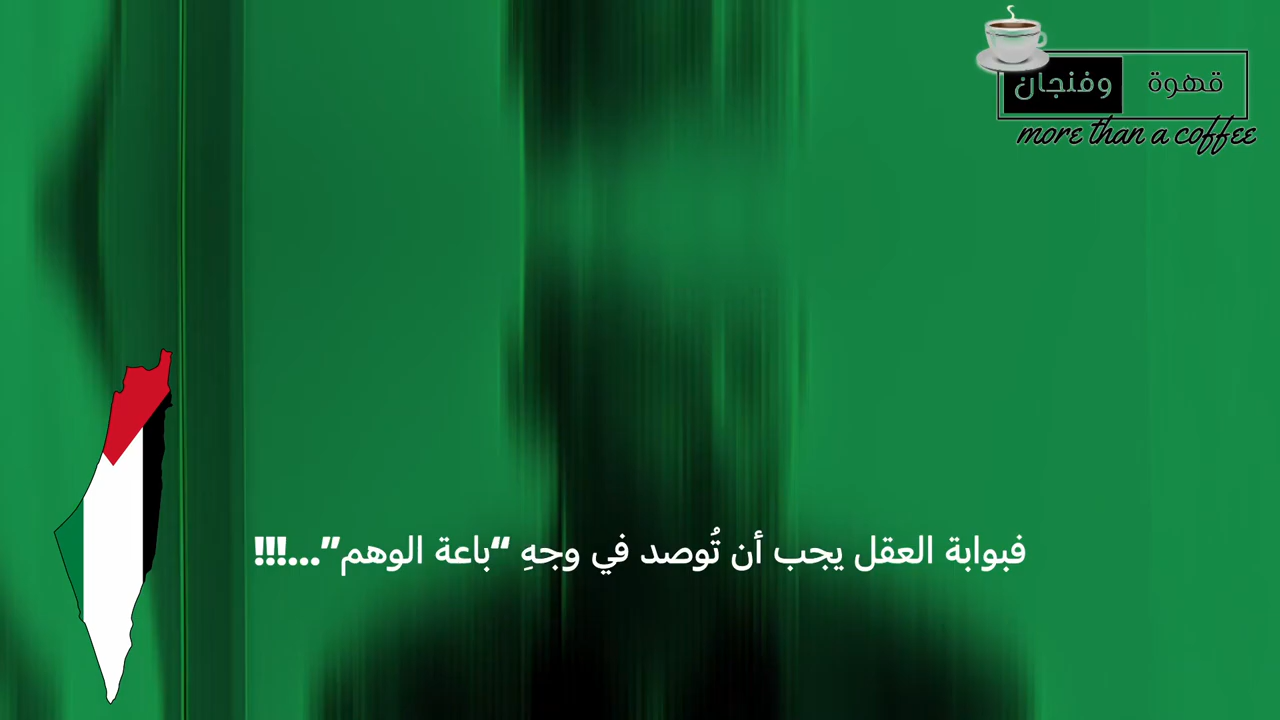 قهوة وفنجان
more than a coffee
فبوابة العقل يجب أن تُوصد في وجهِ “باعة الوهم”...!!!